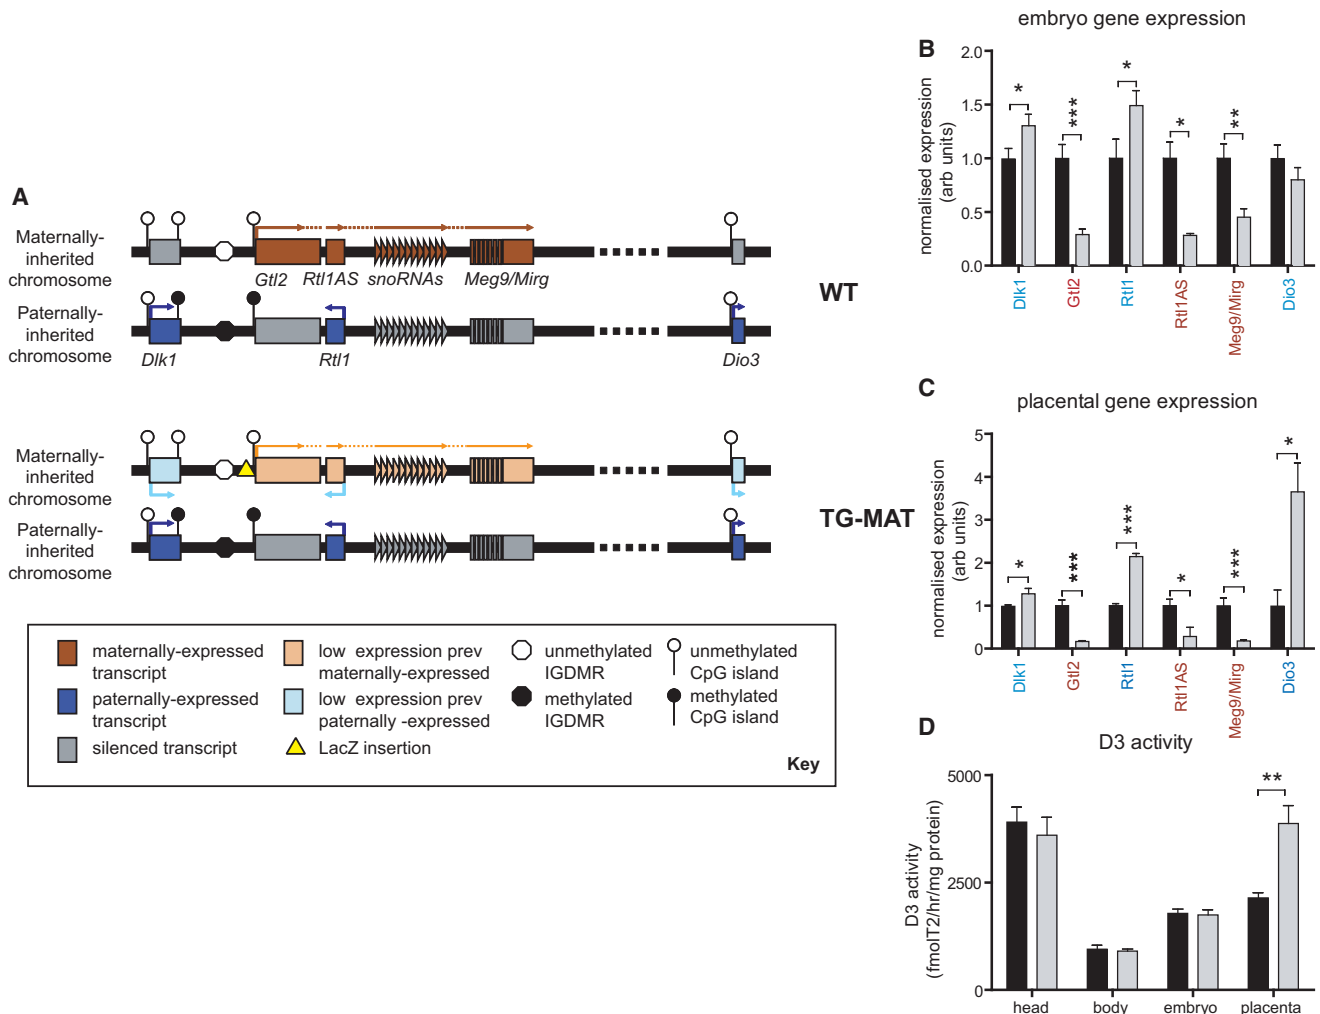 A
Maternally-
inherited
chromosome
Gtl2 Rtl1AS snoRNAs Meg9/Mirg
Paternally-
inherited
chromosome
Dlk1 Rtl1 Dio3
WT
Maternally-
inherited
chromosome
Paternally-
inherited
chromosome
TG-MAT
maternally-expressed
transcript
paternally-expressed
transcript
silenced transcript
low expression prev
maternally-expressed
low expression prev
paternally -expressed
LacZ insertion
unmethylated
IGDMR
methylated
IGDMR
unmethylated
CpG island
methylated
CpG island
Key
B
embryo gene expression
normalised expression
(arb units)
2.0
1.5
1.0
0.5
0.0
* *** * * **
Dlk1
Gtl2
Rtl1
Rtl1AS
Meg9/Mirg
Dio3
C
placental gene expression
normalised expression
(arb units)
5
4
3
2
1
0
* *** *** * *** *
Dlk1
Gtl2
Rtl1
Rtl1AS
Meg9/Mirg
Dio3
D
D3 activity
D3 activity
(fmolT2/hr/mg protein)
5000
2500
0
**
head body embryo placenta